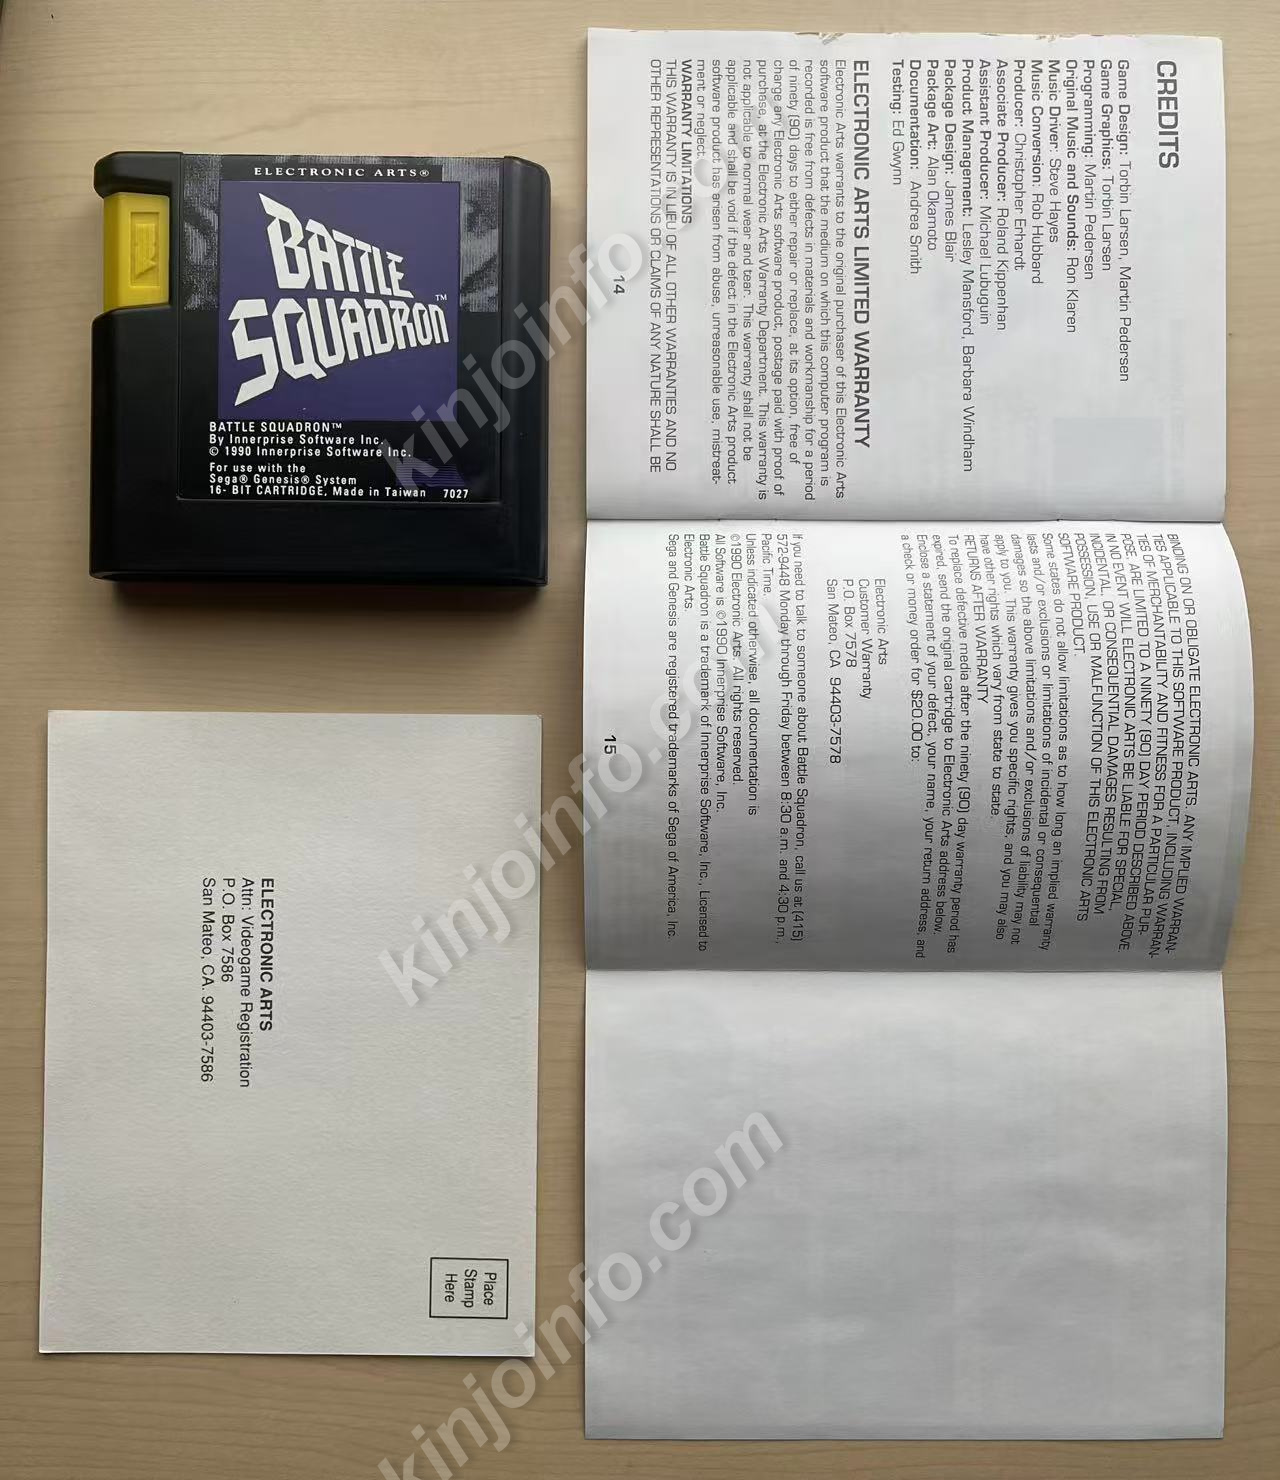 ELECTRONIC ARTS®
BATTLE
SQUADRON™
BATTLE SQUADRON™
By Innerprise Software Inc.
© 1990 Innerprise Software Inc.
For use with the
Sega® Genesis® System
16- BIT CARTRIDGE, Made in Taiwan 7027
CREDITS
Game Design: Torbin Larsen, Martin Pedersen
Game Graphics: Torbin Larsen
Programming: Martin Pedersen
Original Music and Sounds: Ron Klaren
Music Driver: Steve Hayes
Music Conversion: Rob Hubbard
Producer: Christopher Erhardt
Associate Producer: Roland Kippenhan
Assistant Producer: Michael Lubuguin
Product Management: Lesley Mansford, Barbara Windham
Package Design: James Blair
Package Art: Alan Okamoto
Documentation: Andrea Smith
Testing: Ed Gwynn
ELECTRONIC ARTS LIMITED WARRANTY
Electronic Arts warrants to the original purchaser of this Electronic Arts
software product that the medium on which this computer program is
recorded is free from defects in materials and workmanship for a period
of ninety (90) days to either repair or replace, at its option, free of
charge any Electronic Arts software product, postage paid with proof of
purchase, at the Electronic Arts Warranty Department. This warranty is
not applicable to normal wear and tear. This warranty shall not be
applicable and shall be void if the defect in the Electronic Arts product
software product has arisen from abuse, unreasonable use, mistreat-
ment or neglect.
WARRANTY LIMITATIONS
THIS WARRANTY IS IN LIEU OF ALL OTHER WARRANTIES AND NO
OTHER REPRESENTATIONS OR CLAIMS OF ANY NATURE SHALL BE
14
BINDING ON OR OBLIGATE ELECTRONIC ARTS. ANY IMPLIED WARRAN-
TIES APPLICABLE TO THIS SOFTWARE PRODUCT, INCLUDING WARRAN-
TIES OF MERCHANTABILITY AND FITNESS FOR A PARTICULAR PUR-
POSE, ARE LIMITED TO A NINETY (90) DAY PERIOD DESCRIBED ABOVE.
IN NO EVENT WILL ELECTRONIC ARTS BE LIABLE FOR SPECIAL,
INCIDENTAL, OR CONSEQUENTIAL DAMAGES RESULTING FROM
POSSESSION, USE OR MALFUNCTION OF THIS ELECTRONIC ARTS
SOFTWARE PRODUCT.
Some states do not allow limitations as to how long an implied warranty
lasts and/or exclusions or limitations of incidental or consequential
damages so the above limitations and/or exclusions of liability may not
apply to you. This warranty gives you specific rights, and you may also
have other rights which vary from state to state.
RETURNS AFTER WARRANTY
To replace defective media after the ninety (90) day warranty period has
expired, send the original cartridge to Electronic Arts address below.
Enclose a statement of your defect, your name, your return address, and
a check or money order for $20.00 to:
Electronic Arts
Customer Warranty
P.O. Box 7578
San Mateo, CA 94403-7578
If you need to talk to someone about Battle Squadron, call us at (415)
572-9448 Monday through Friday between 8:30 a.m. and 4:30 p.m.,
Pacific Time.
Unless indicated otherwise, all documentation is
©1990 Electronic Arts. All rights reserved.
All Software is ©1990 Innerprise Software, Inc.
Battle Squadron is a trademark of Innerprise Software, Inc., Licensed to
Electronic Arts.
Sega and Genesis are registered trademarks of Sega of America, Inc.
15
ELECTRONIC ARTS
Attn: Videogame Registration
P.O. Box 7586
San Mateo, CA. 94403-7586
Place
Stamp
Here
kinjoinfo.com
kinjoinfo.com
kinjoinfo.com